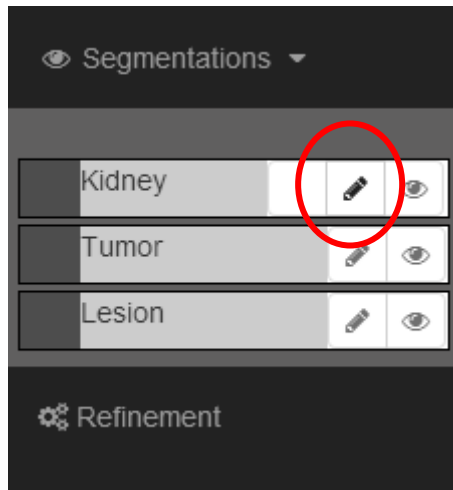 Segmentations
Kidney
Tumor
Lesion
Refinement